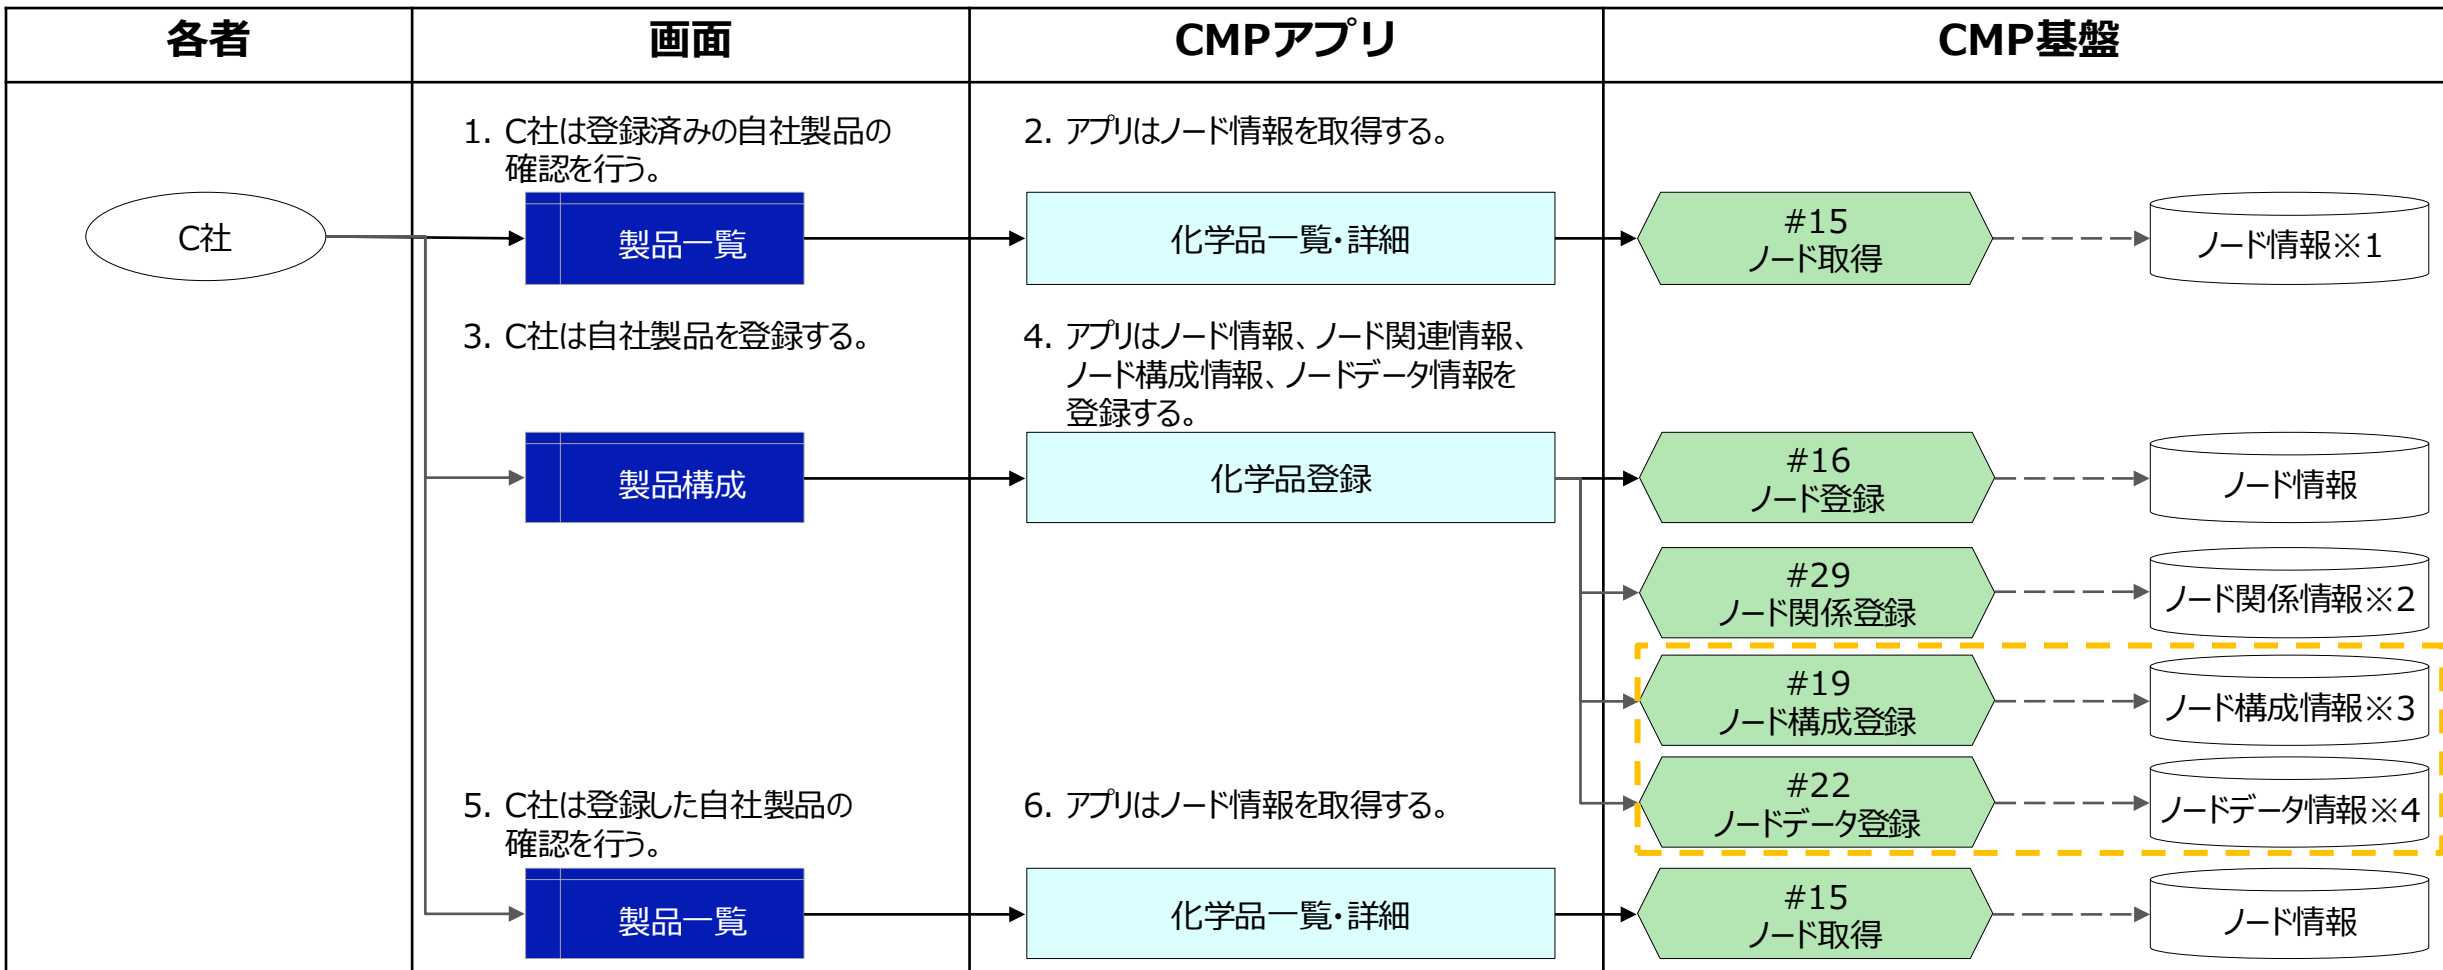 各者
画面
CMPアプリ
CMP基盤
1. C社は登録済みの自社製品の
確認を行う。
2. アプリはノード情報を取得する。
C社
製品一覧
化学品一覧・詳細
#15
ノード取得
ノード情報※1
3. C社は自社製品を登録する。
4. アプリはノード情報、ノード関連情報、
ノード構成情報、ノードデータ情報を
登録する。
製品構成
化学品登録
#16
ノード登録
ノード情報
#29
ノード関係登録
ノード関係情報※2
#19
ノード構成登録
ノード構成情報※3
#22
ノードデータ登録
ノードデータ情報※4
5. C社は登録した自社製品の
確認を行う。
6. アプリはノード情報を取得する。
製品一覧
化学品一覧・詳細
#15
ノード取得
ノード情報